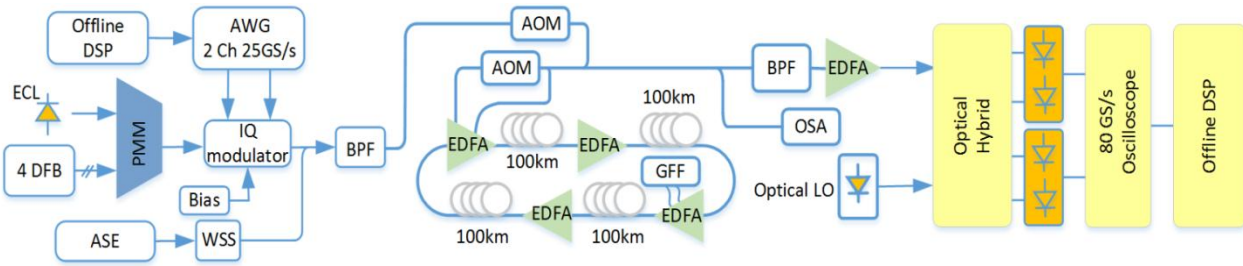 Offline
DSP
AWG
2 Ch 25GS/s
ECL
4 DFB
PMM
IQ
modulator
Bias
ASE
WSS
BPF
AOM
AOM
EDFA
100km
EDFA
100km
GFF
EDFA
100km
EDFA
100km
BPF
EDFA
OSA
Optical LO
Optical
Hybrid
80 GS/s
Oscilloscope
Offline DSP